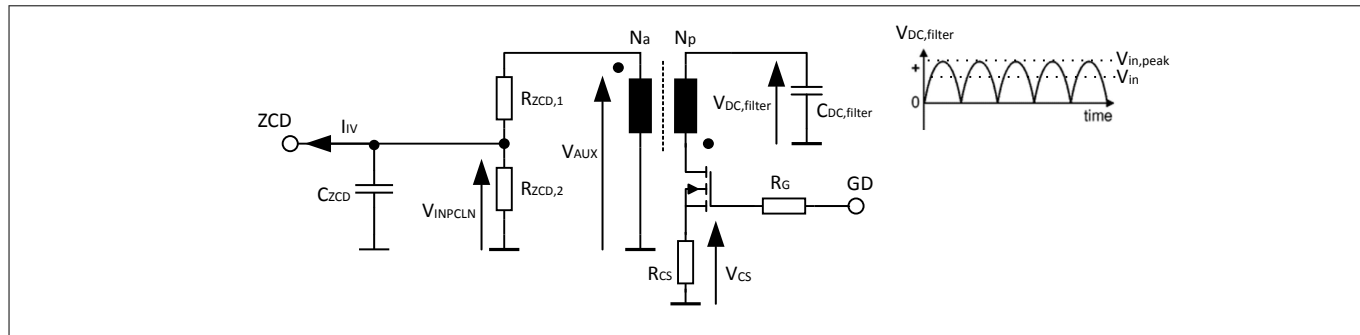 Na Np
VDC,filter
Vin,peak
+
Vin
0
time
RZCD,1
VDC,filter
CDC,filter
ZCD
IIV
VAUX
CZCD
VINPCLN
RZCD,2
RG
GD
RCS
VCS